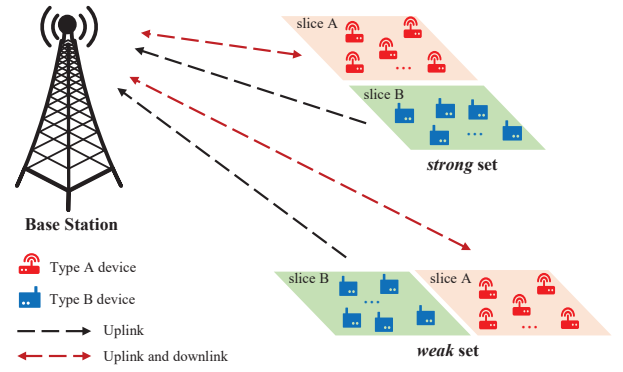 slice A
...
slice B
...
strong set
Base Station
Type A device
Type B device
Uplink
Uplink and downlink
slice B
slice A
...
...
weak set